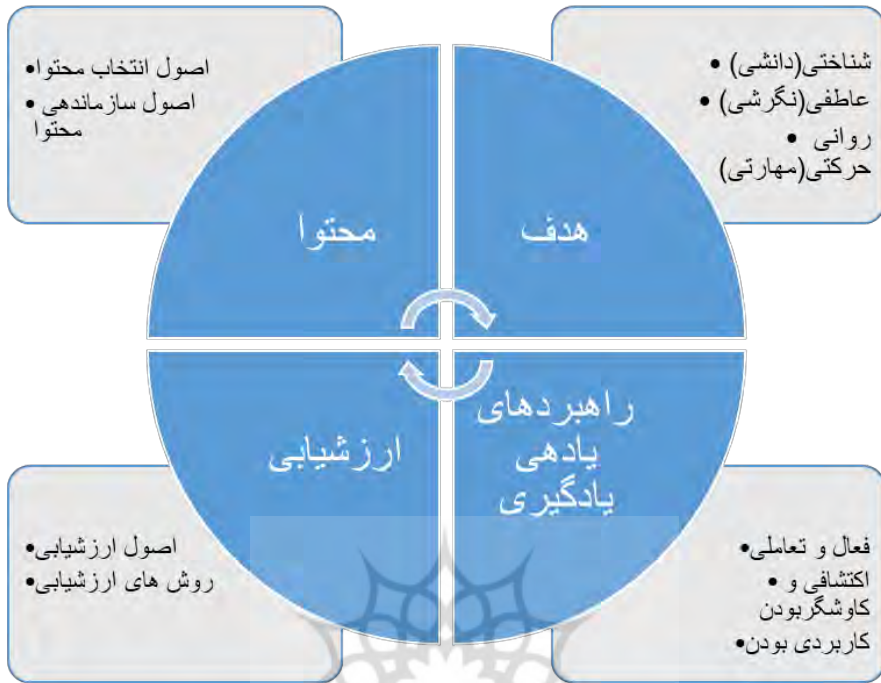 شناختی(دانشی) •
عاطفی(نگرشی) •
روانی •
حرکتی(مهارتی)
هدف
اصول انتخاب محتوا•
اصول سازماندهی •
محتوا
محتوا
راهبردهای
یادهی
یادگیری
فعال و تعاملی•
اکتشافی و •
کاوشگربودن
کاربردی بودن•
ارزشیابی
اصول ارزشیابی•
روش های ارزشیابی•